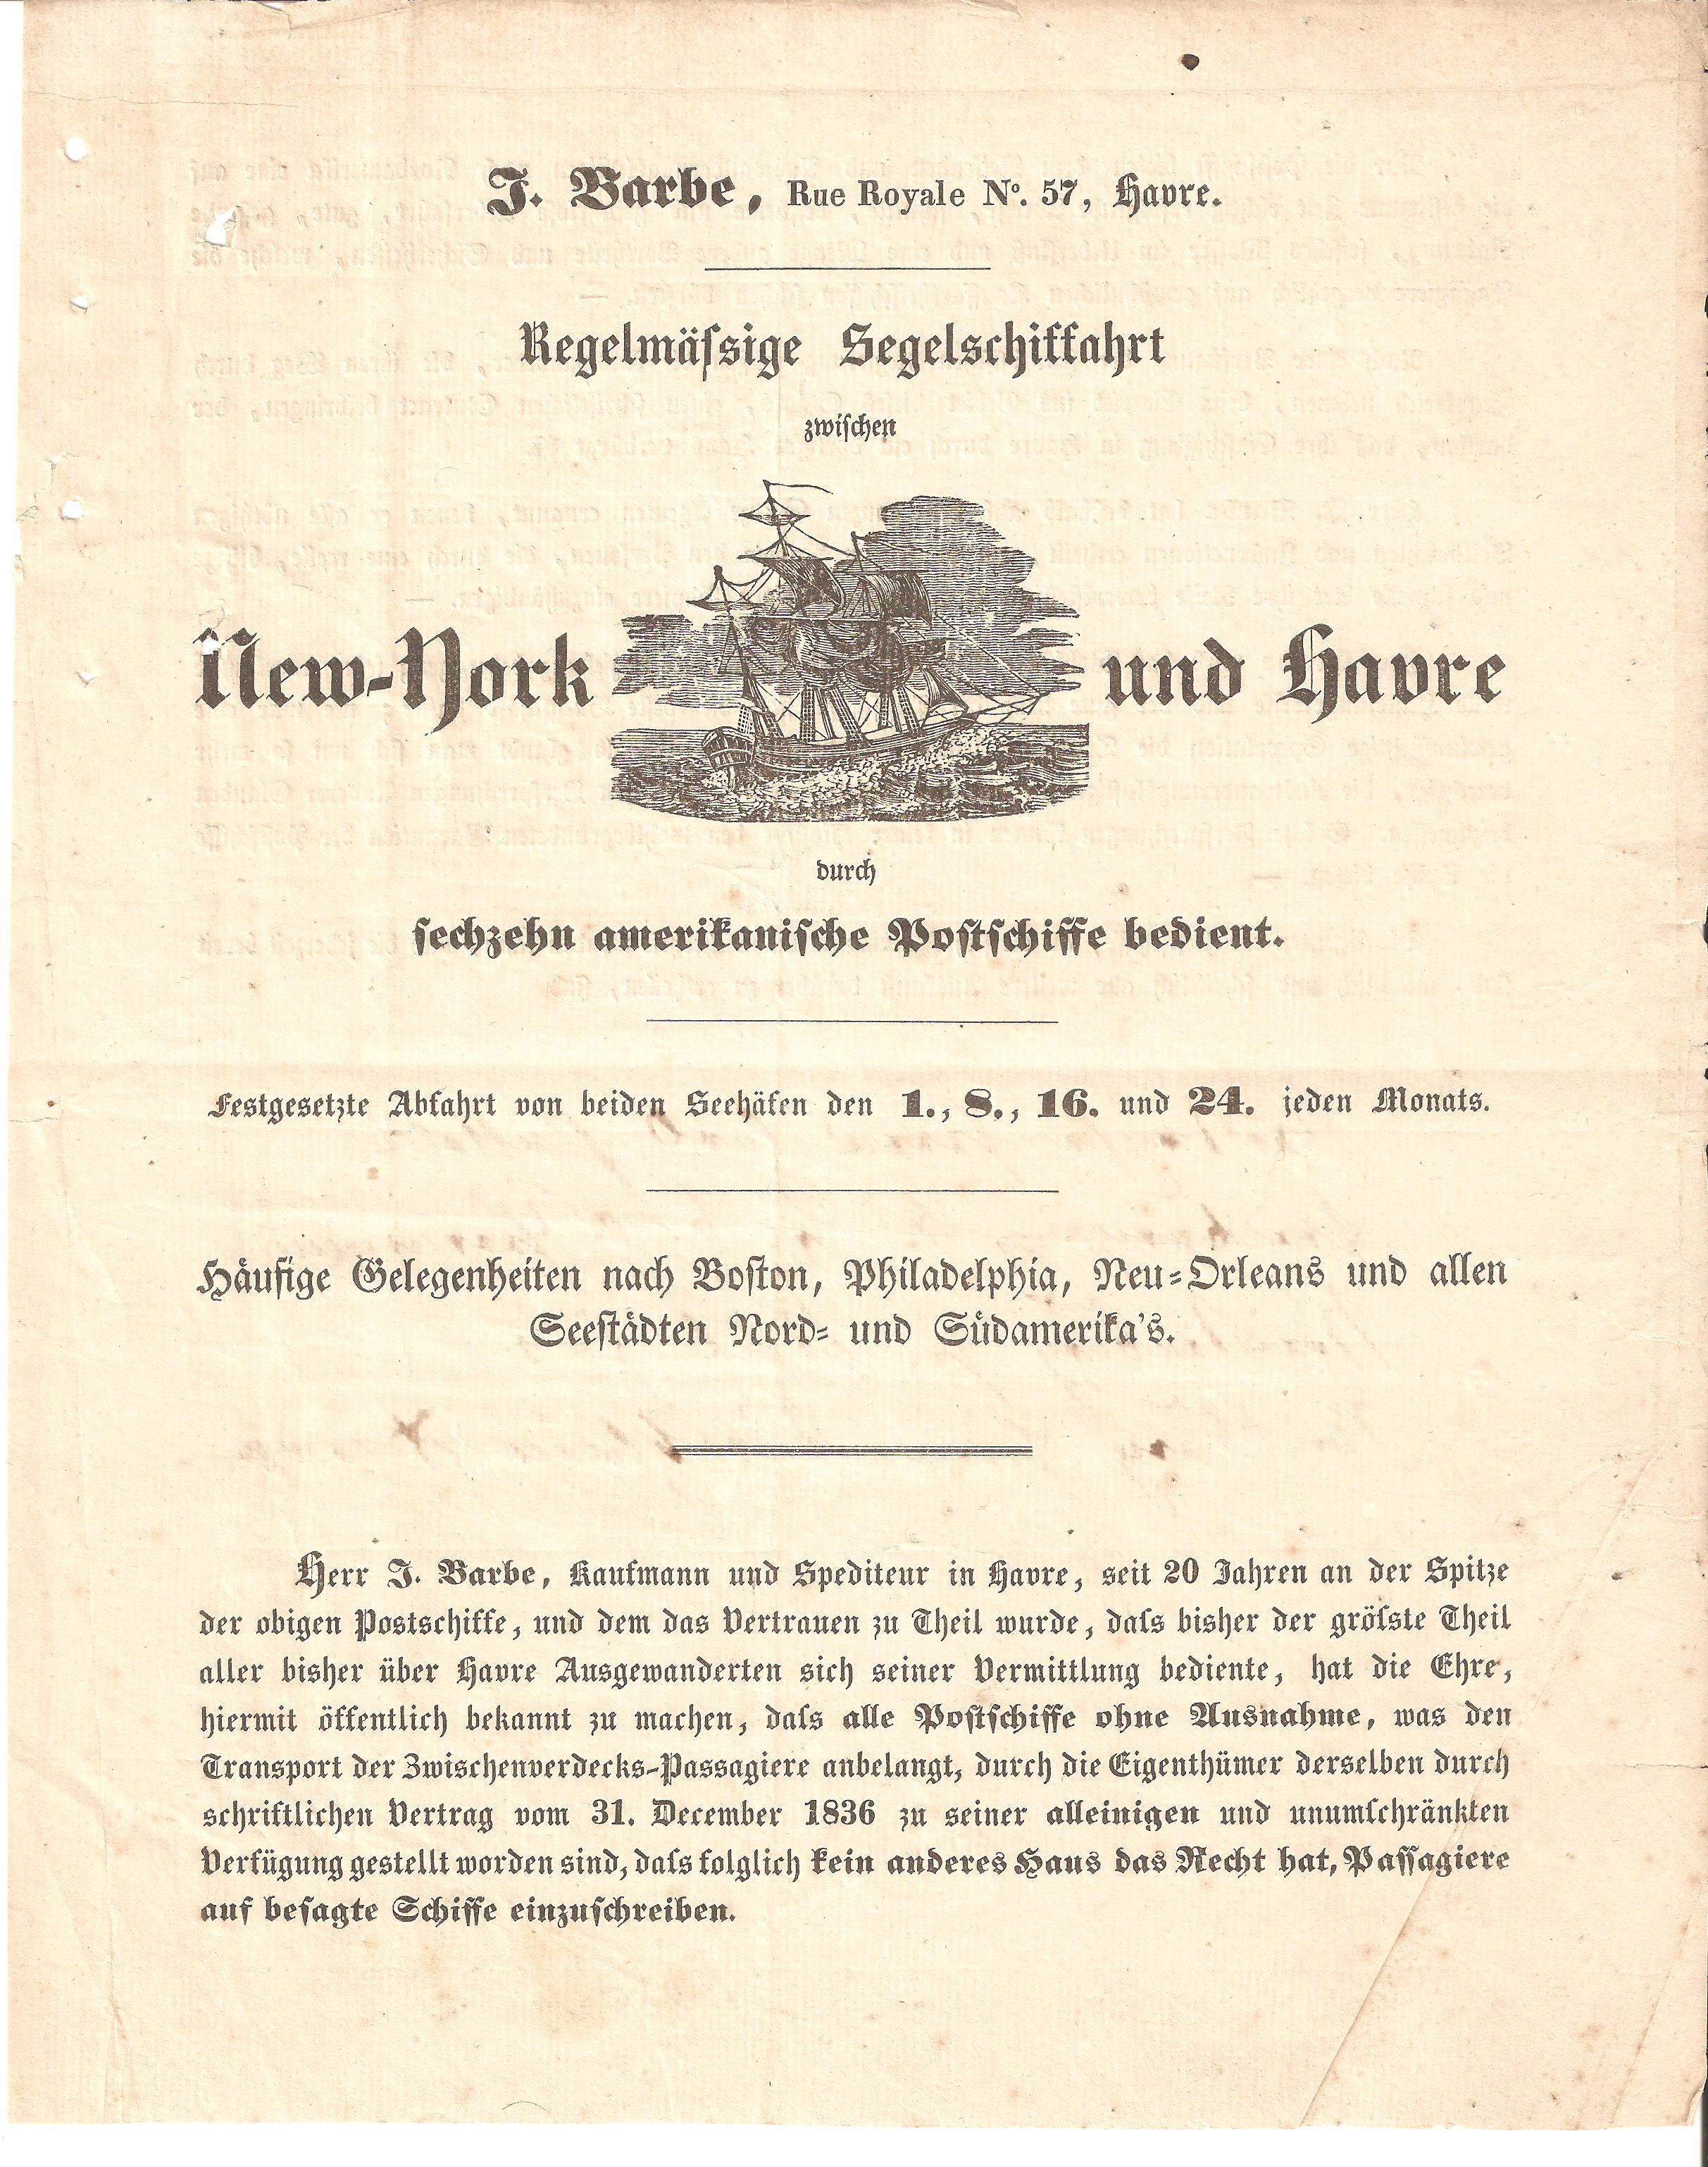 J. Barbe, Rue Royale Nº. 57, Havre.
Regelmäſsige Segelschiffahrt
zwiſchen
New-York und Havre
durch
ſechzehn amerikaniſche Poſtſchiffe bedient.
Festgesetzte Abfahrt von beiden Seehäfen den 1., 8., 16. und 24. jeden Monats.
Häufige Gelegenheiten nach Boſton, Philadelphia, Neu-Orleans und allen
Seeſtädten Nord- und Südamerika's.
Herr J. Barbe, Kaufmann und Spediteur in Havre, seit 20 Jahren an der Spitze
der obigen Postschiffe, und dem das Vertrauen zu Theil wurde, daſs bisher der gröſste Theil
aller bisher über Havre Ausgewanderten sich seiner Vermittlung bediente, hat die Ehre,
hiermit öffentlich bekannt zu machen, daſs alle Poſtſchiffe ohne Ausnahme, was den
Transport der Zwischenverdecks-Passagiere anbelangt, durch die Eigenthümer derselben durch
schriftlichen Vertrag vom 31. December 1836 zu seiner alleinigen und unumſchränkten
Verfügung gestellt worden sind, daſs folglich kein anderes Haus das Recht hat, Paſſagiere
auf beſagte Schiffe einzuſchreiben.